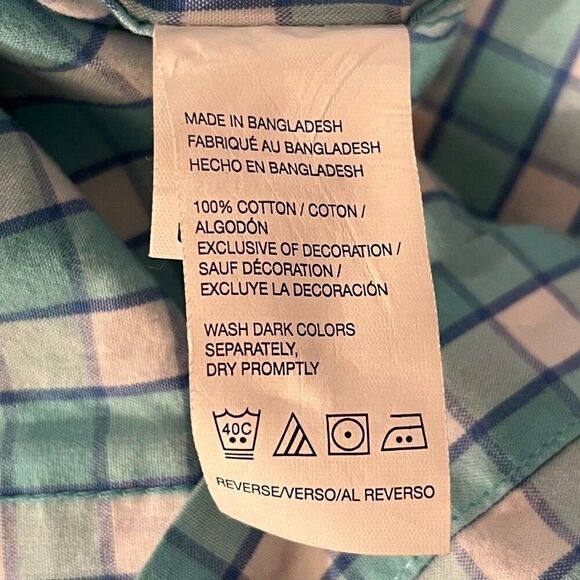 MADE IN BANGLADESH
FABRIQUÉ AU BANGLADESH
HECHO EN BANGLADESH
100% COTTON / COTON /
ALGODÓN
EXCLUSIVE OF DECORATION /
SAUF DÉCORATION /
EXCLUYE LA DECORACIÓN
WASH DARK COLORS
SEPARATELY,
DRY PROMPTLY
40C
REVERSE/VERSO/AL REVERSO